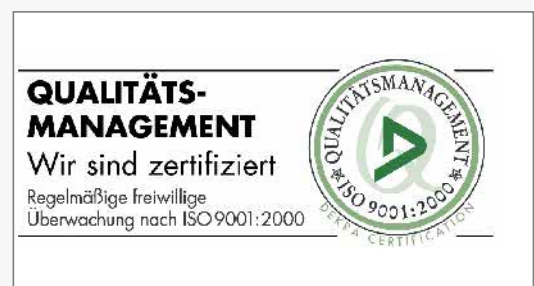 QUALITÄTS-
MANAGEMENT
Wir sind zertifiziert
Regelmäßige freiwillige
Überwachung nach ISO 9001:2000
QUALITÄTSMANAGEMENT
ISO 9001:2000
DEKRA CERTIFICATION